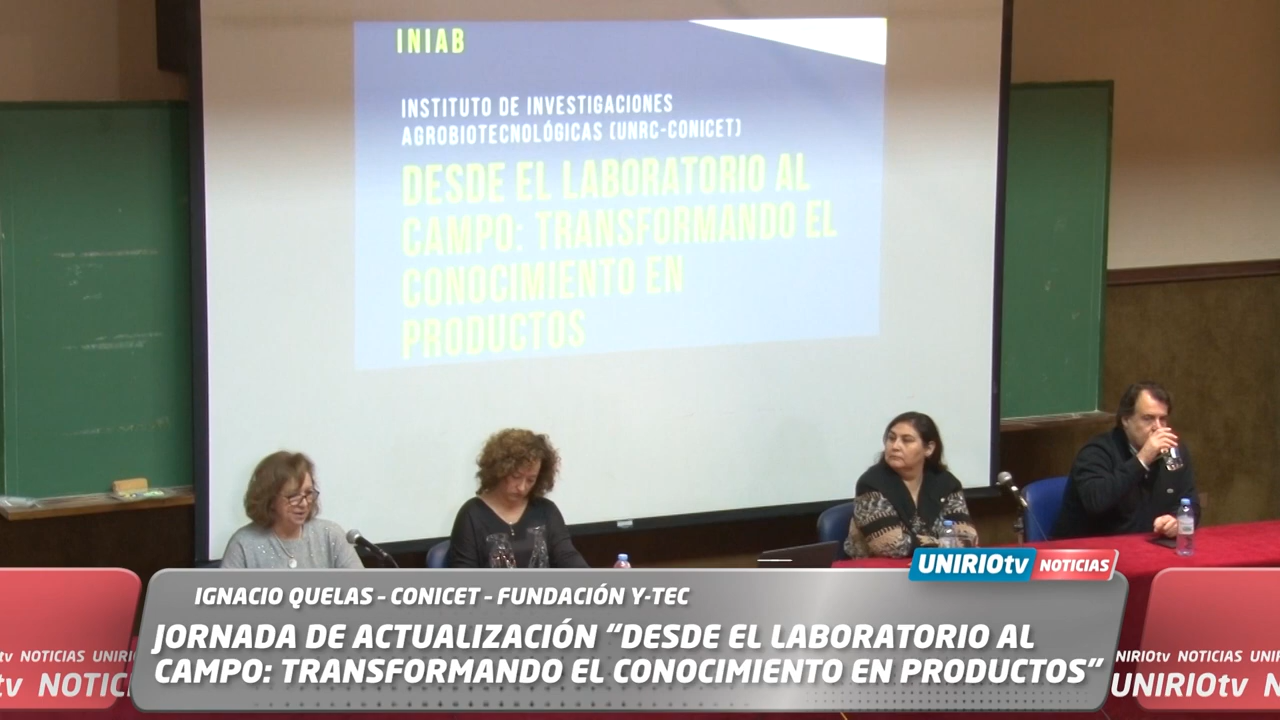 INIAB
INSTITUTO DE INVESTIGACIONES
AGROBIOTECNOLÓGICAS (UNRC-CONICET)
DESDE EL LABORATORIO AL
CAMPO: TRANSFORMANDO EL
CONOCIMIENTO EN
PRODUCTOS
UNIRIOtv NOTICIAS
IGNACIO QUELAS - CONICET - FUNDACIÓN Y-TEC
JORNADA DE ACTUALIZACIÓN “DESDE EL LABORATORIO AL
CAMPO: TRANSFORMANDO EL CONOCIMIENTO EN PRODUCTOS”
tv NOTICIAS UNIRI
tv NOTICI
NIRIOtv NOTICIAS UNI
UNIRIOtv N